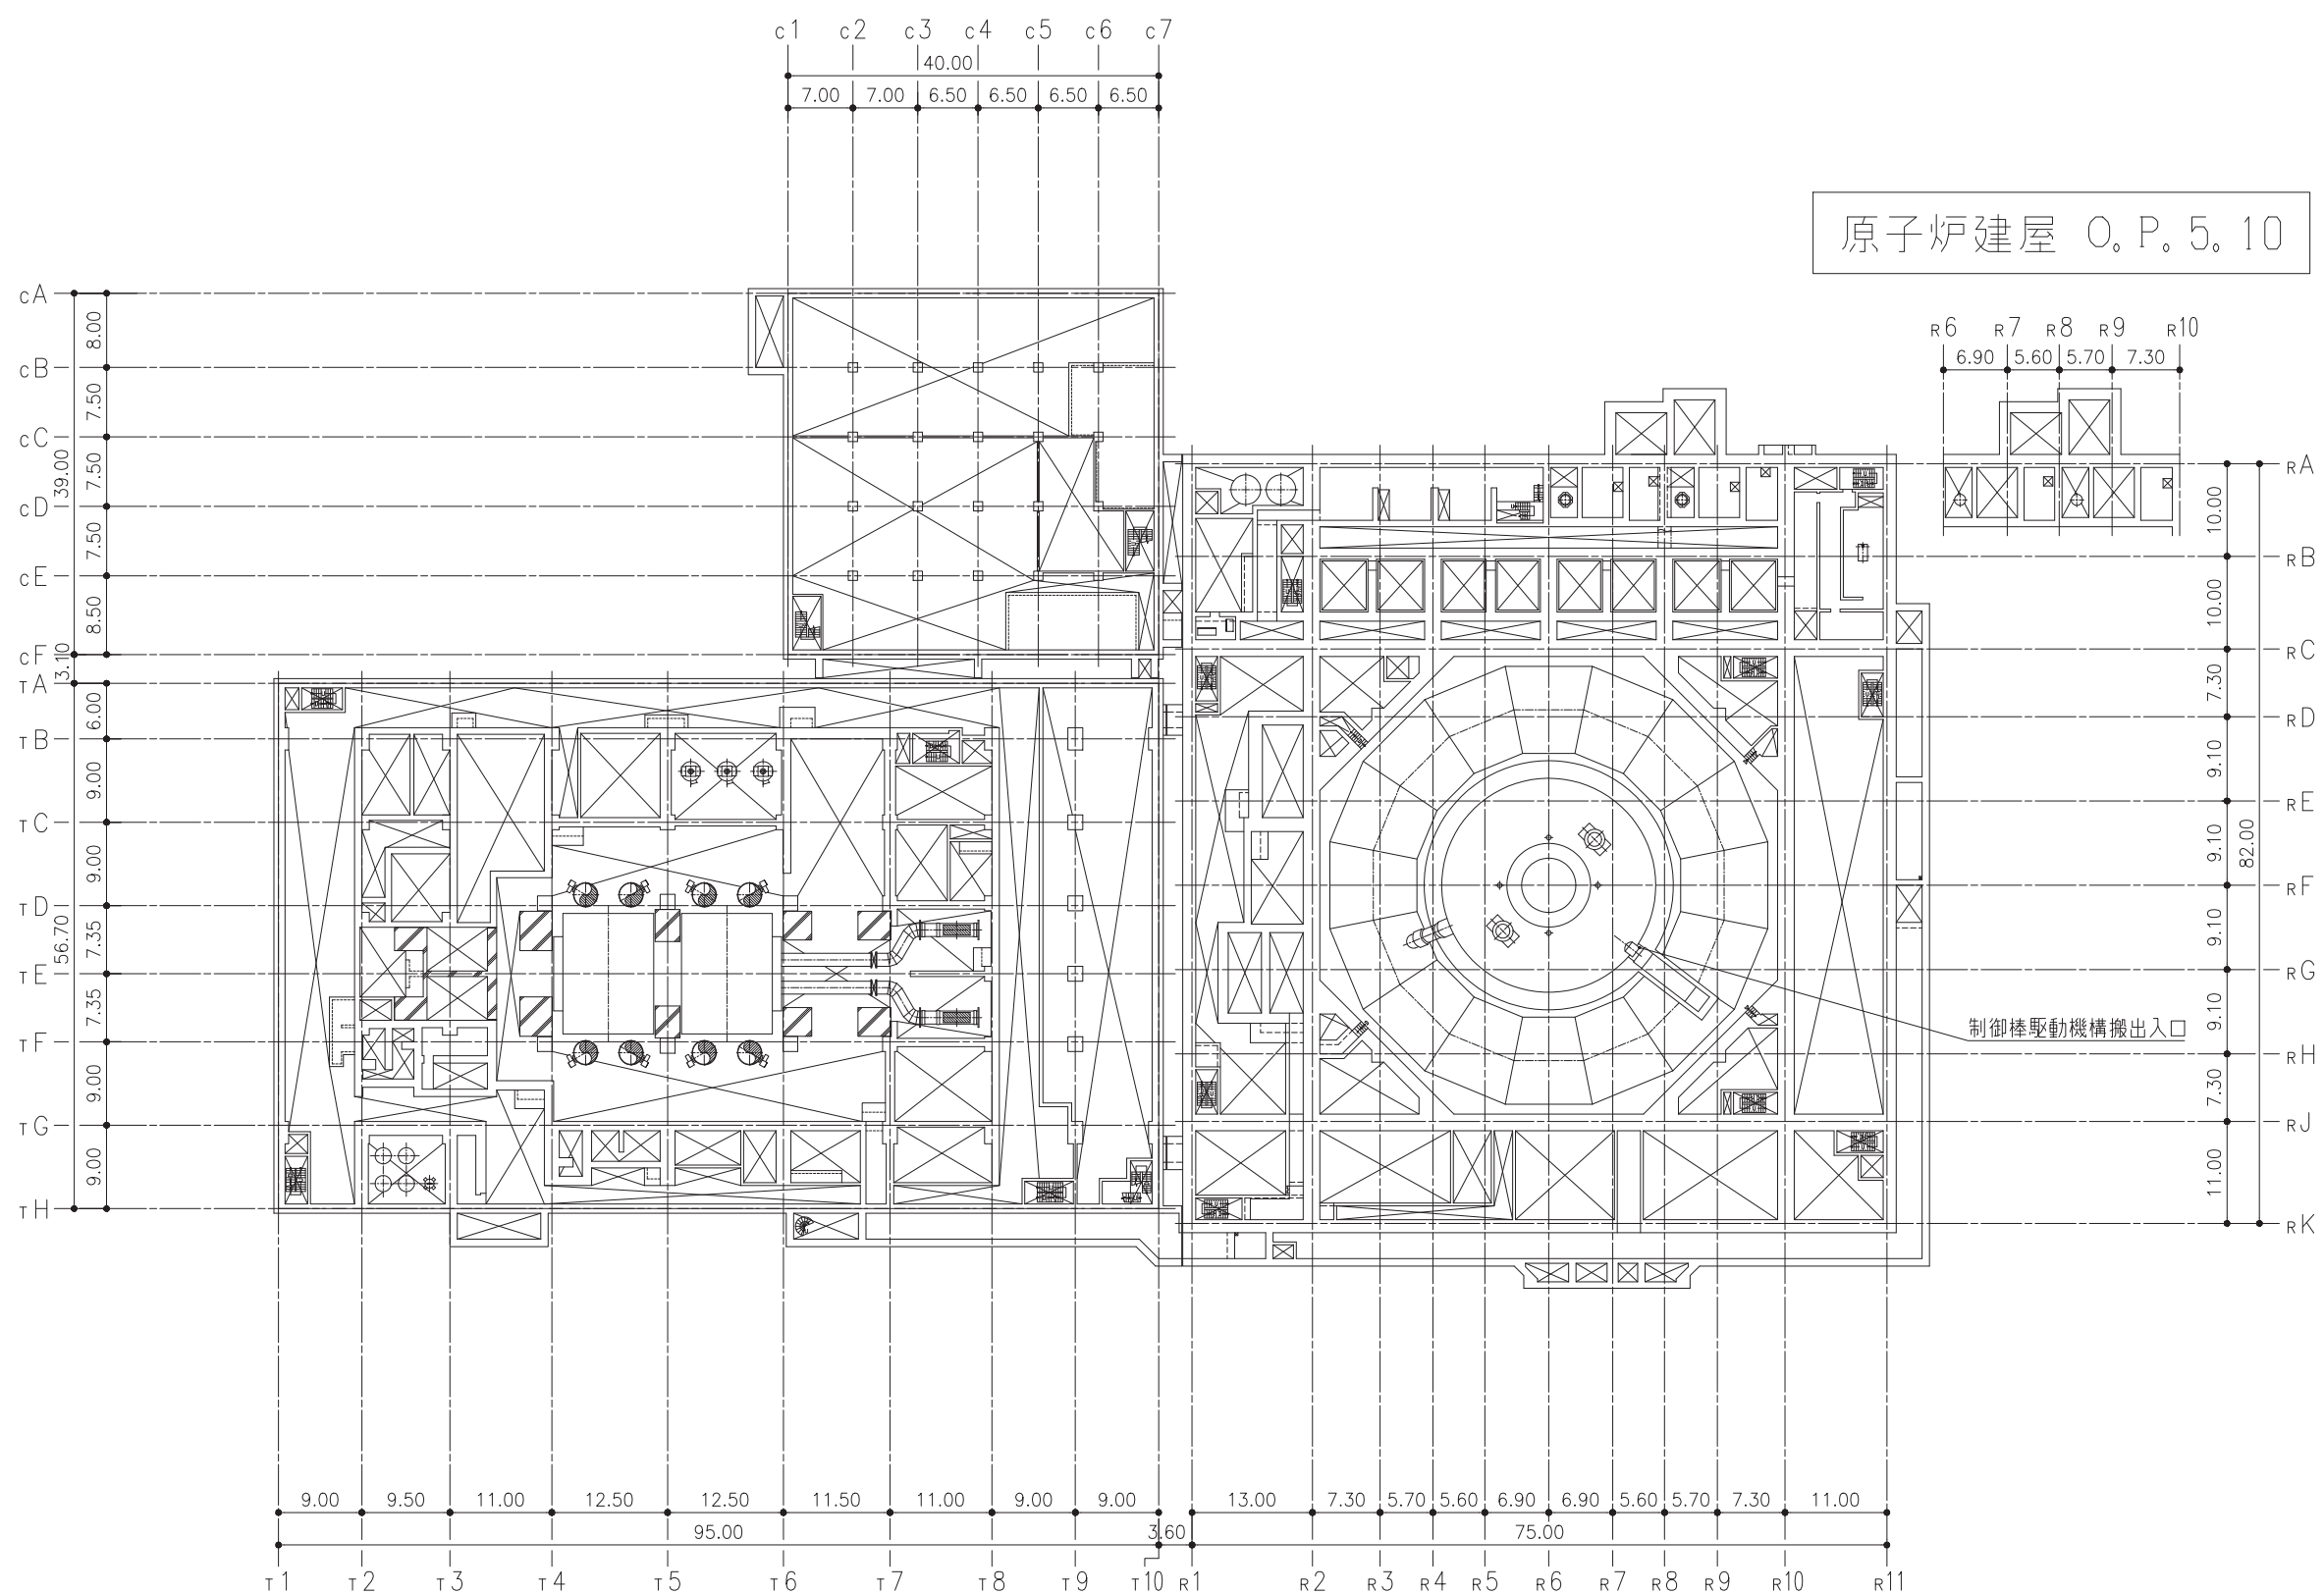 c1 c2 c3 c4 c5 c6 c7
40.00
7.00 7.00 6.50 6.50 6.50 6.50
原子炉建屋 O.P.5.10
R6 R7 R8 R9 R10
6.90 5.60 5.70 7.30
cA
cB
cC
cD
cE
cF
TA
TB
TC
TD
TE
TF
TG
TH
8.00
7.50
7.50
7.50
8.50
39.00
3.10
6.00
9.00
9.00
7.35
7.35
9.00
9.00
56.70
RA
RB
RC
RD
RE
RF
RG
RH
RJ
RK
10.00
10.00
7.30
9.10
9.10
9.10
9.10
7.30
11.00
82.00
制御棒駆動機構搬出入口
9.00 9.50 11.00 12.50 12.50 11.50 11.00 9.00 9.00 13.00 7.30 5.70 5.60 6.90 6.90 5.60 5.70 7.30 11.00
95.00 3.60 75.00
T1 T2 T3 T4 T5 T6 T7 T8 T9 T10 R1 R2 R3 R4 R5 R6 R7 R8 R9 R10 R11